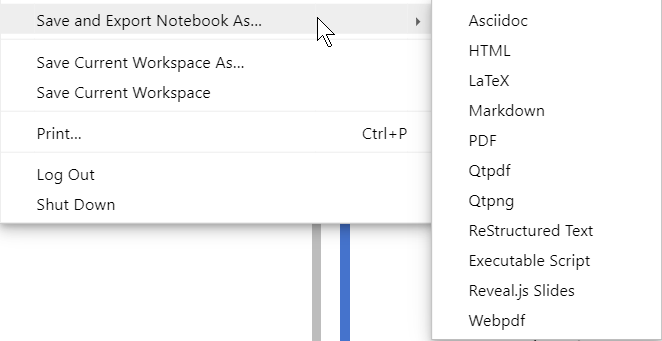 Save and Export Notebook As...
Save Current Workspace As...
Save Current Workspace
Print... Ctrl+P
Log Out
Shut Down
Asciidoc
HTML
LaTeX
Markdown
PDF
Qtpdf
Qtpng
ReStructured Text
Executable Script
Reveal.js Slides
Webpdf